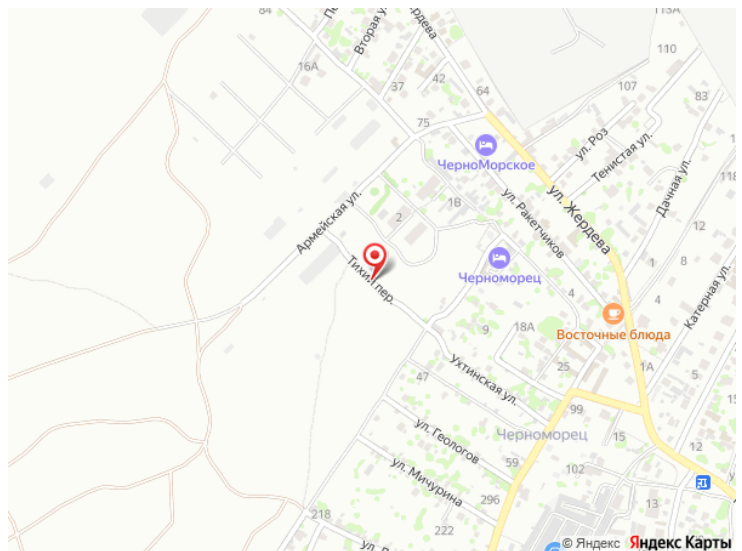 84
Вторая ул.
Жердева
113А
110
16А
42
37
64
107
83
75
ул. Роз
ЧерноМорское
Тенистая ул.
Дачная ул.
118
Армейская ул.
2
1В
ул. Ракетчиков
ул. Жердева
12
1
Тихий пер.
Черноморец
4
4
Катерная ул.
9
18А
Восточные блюда
Ухтинская ул.
47
25
1А
5
99
Черноморец
15
ул. Геологов
59
102
ул. Мичурина
296
13
218
222
© Яндекс Яндекс Карты